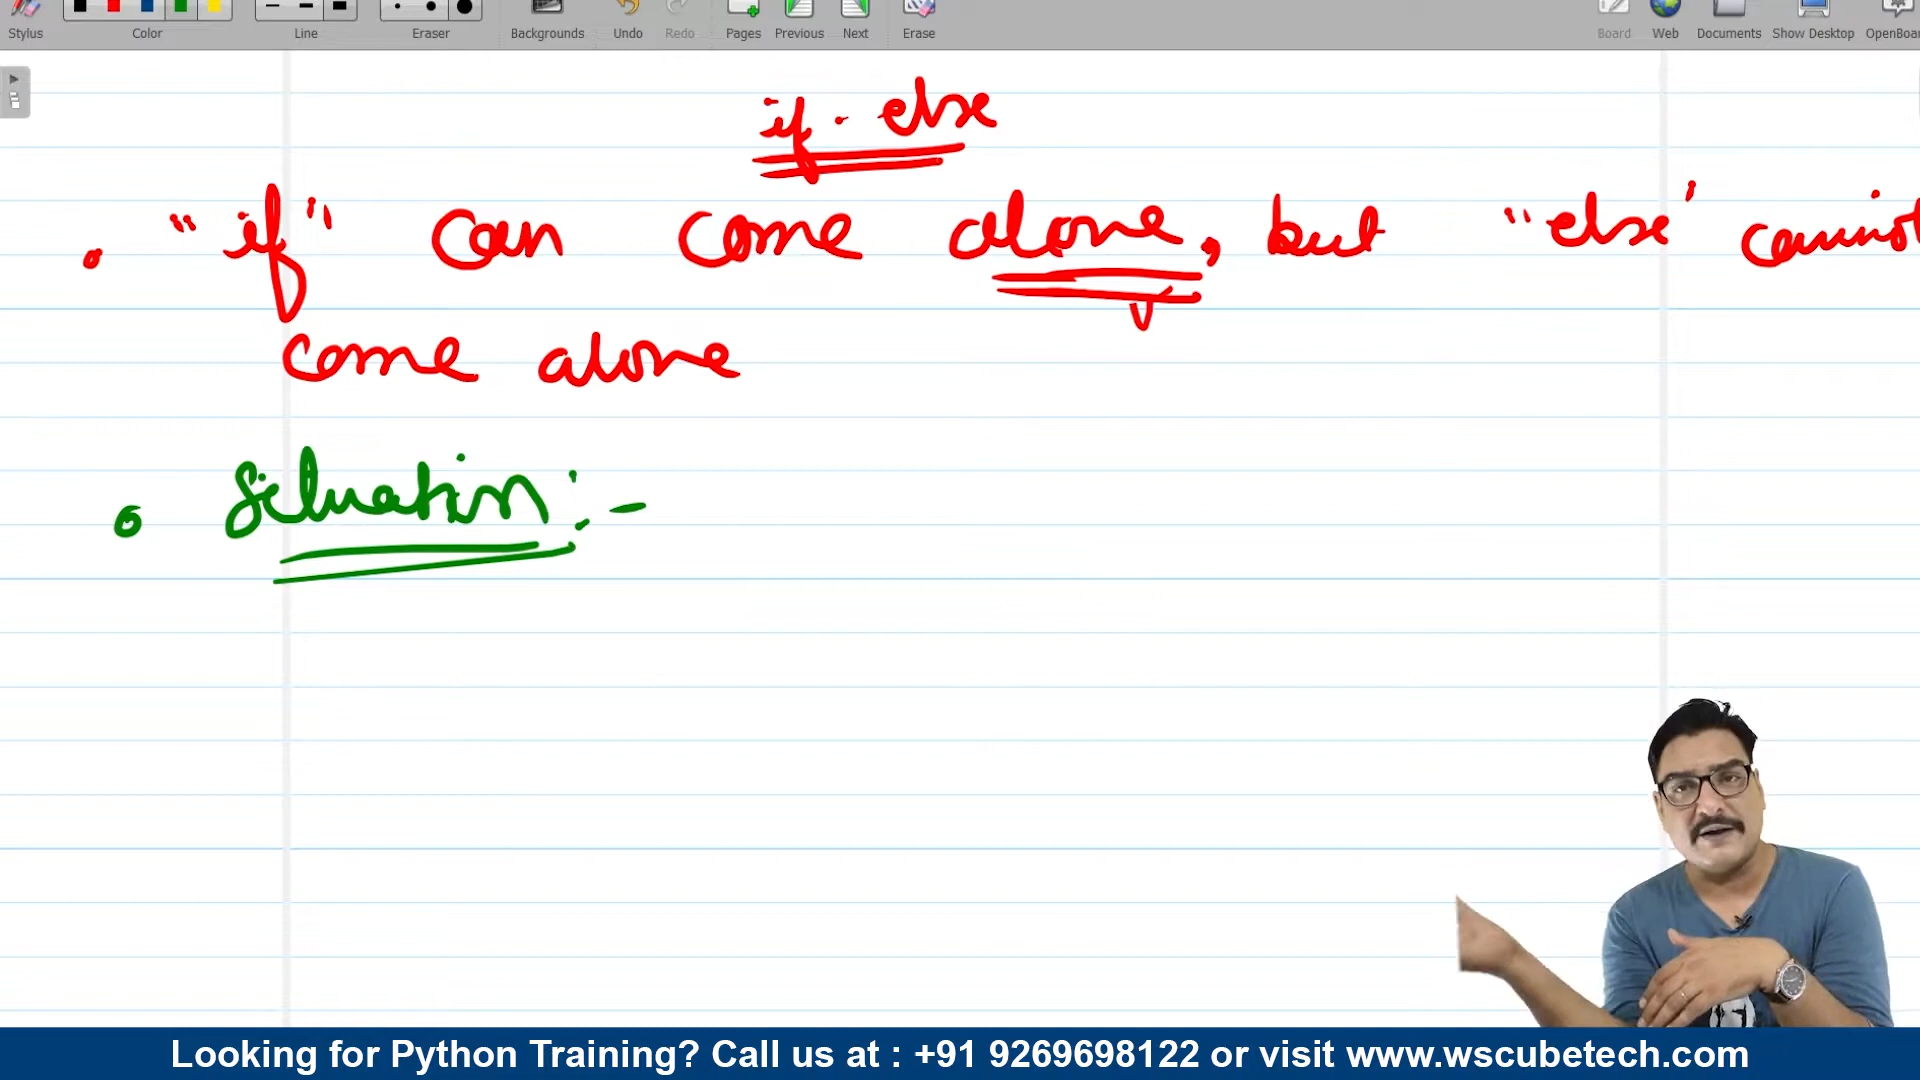 Stylus Color Line Eraser Backgrounds Undo Redo Pages Previous Next Erase Board Web Documents Show Desktop OpenBoar
if - else
• "if" can come alone, but "else" cannot
come alone
• Situation :-
Looking for Python Training? Call us at : +91 9269698122 or visit www.wscubetech.com